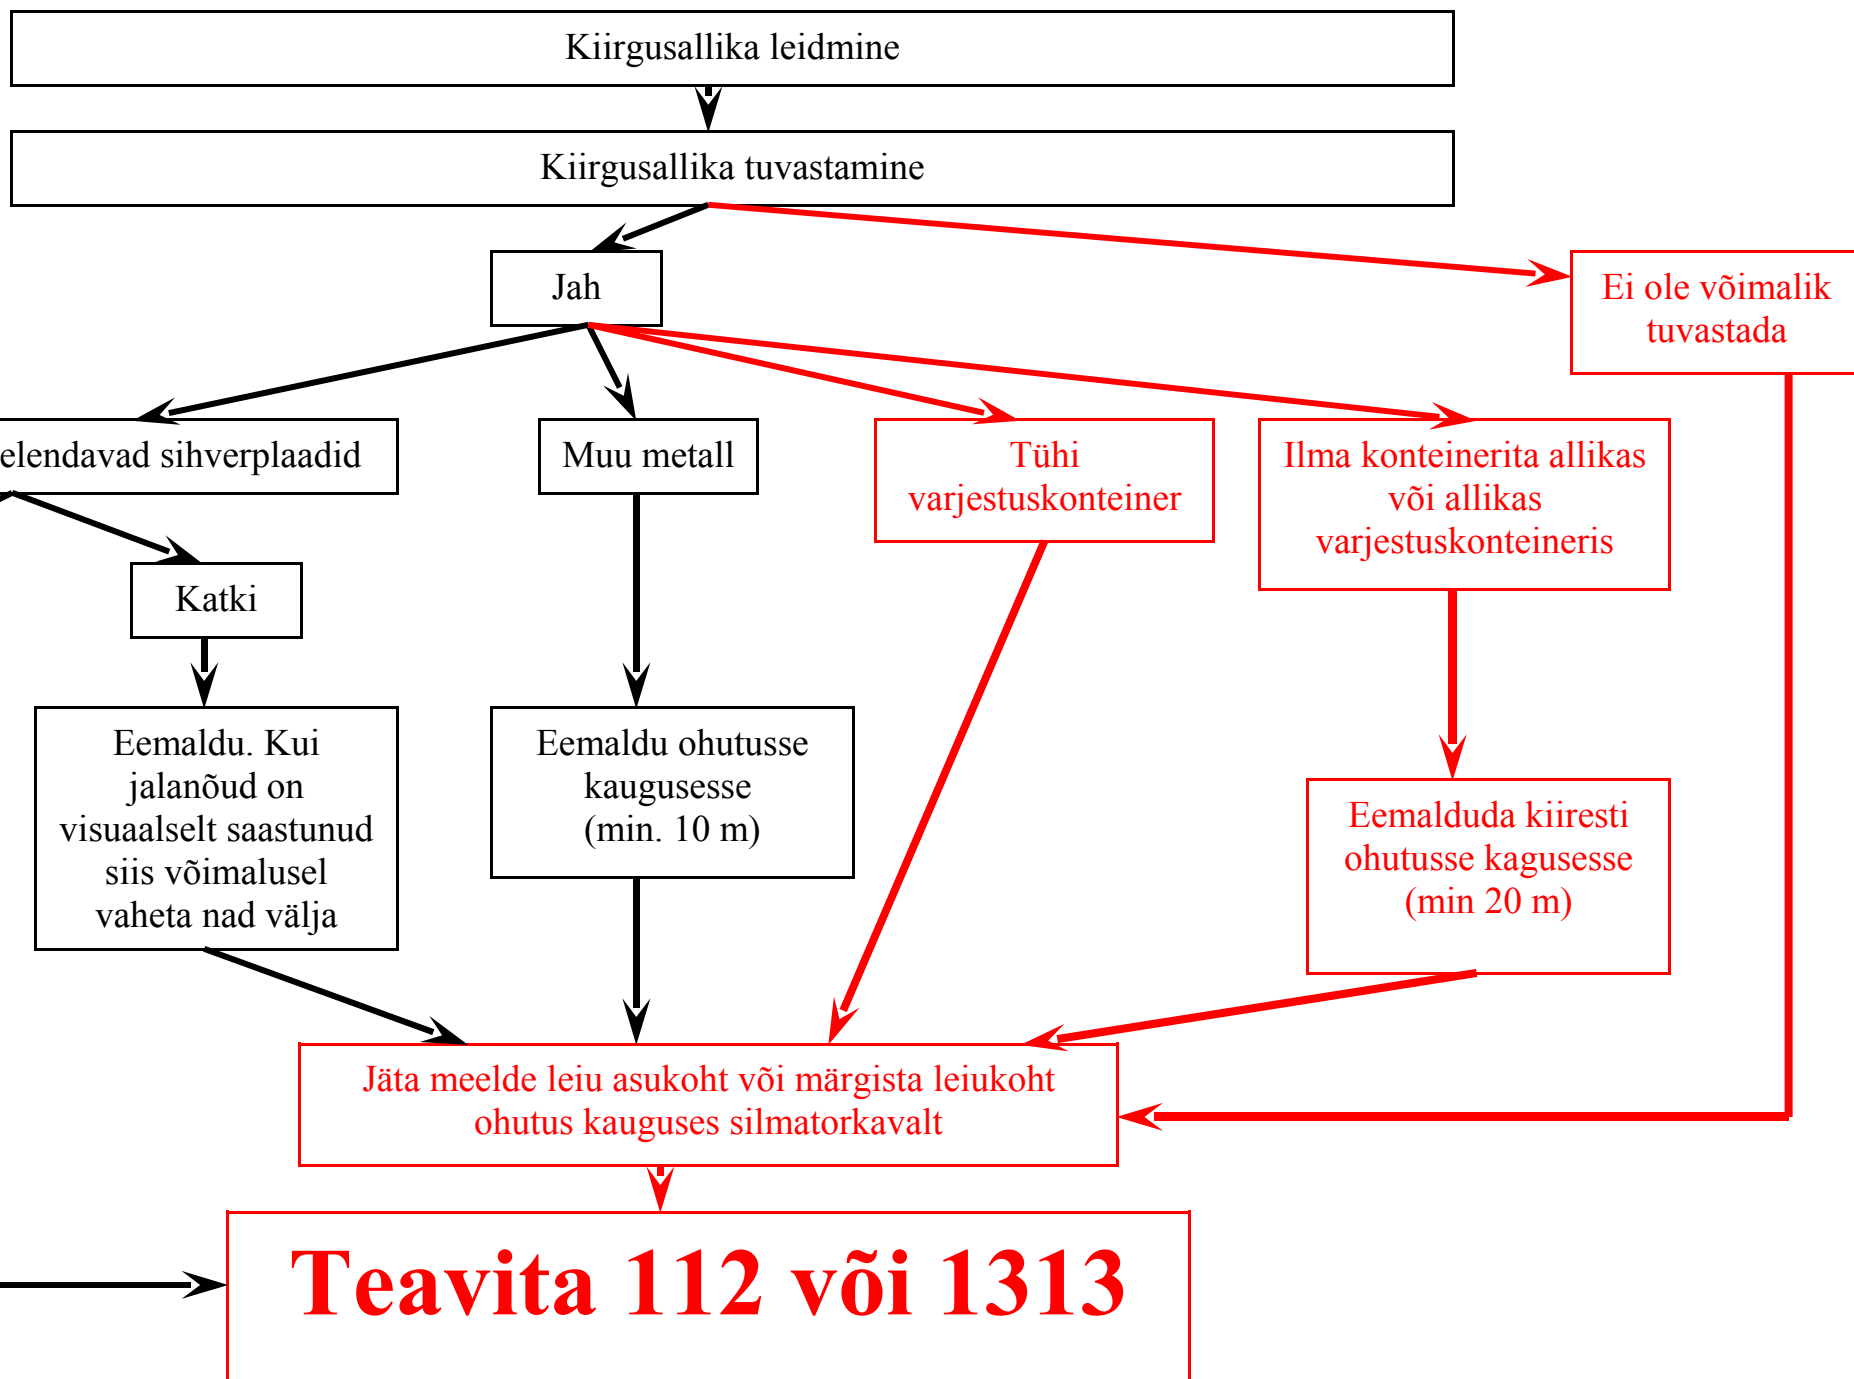 Kiirgusallika leidmine
Kiirgusallika tuvastamine
Jah
Ei ole võimalik
tuvastada
elendavad sihverplaadid
Muu metall
Tühi
varjestuskonteiner
Ilma konteinerita allikas
või allikas
varjestuskonteineris
Katki
Eemaldu. Kui
jalanõud on
visuaalselt saastunud
siis võimalusel
vaheta nad välja
Eemaldu ohutusse
kaugusesse
(min. 10 m)
Eemalduda kiiresti
ohutusse kagusesse
(min 20 m)
Jäta meelde leiu asukoht või märgista leiukoht
ohutus kauguses silmatorkavalt
Teavita 112 või 1313